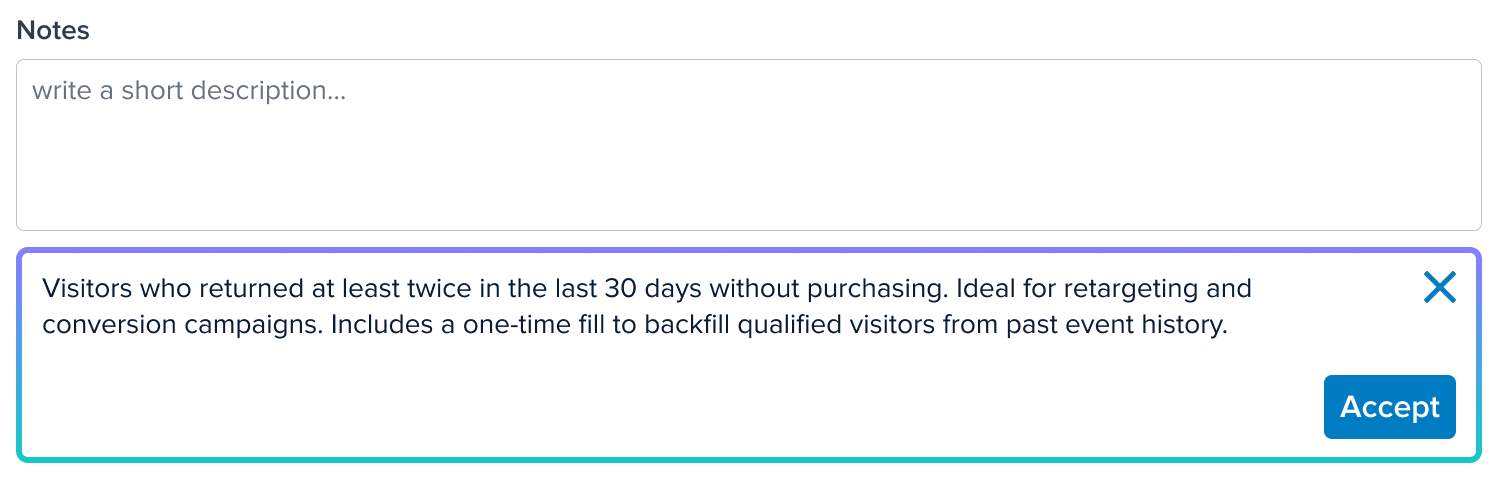 Notes
write a short description...
Visitors who returned at least twice in the last 30 days without purchasing. Ideal for retargeting and
conversion campaigns. Includes a one-time fill to backfill qualified visitors from past event history.
Accept